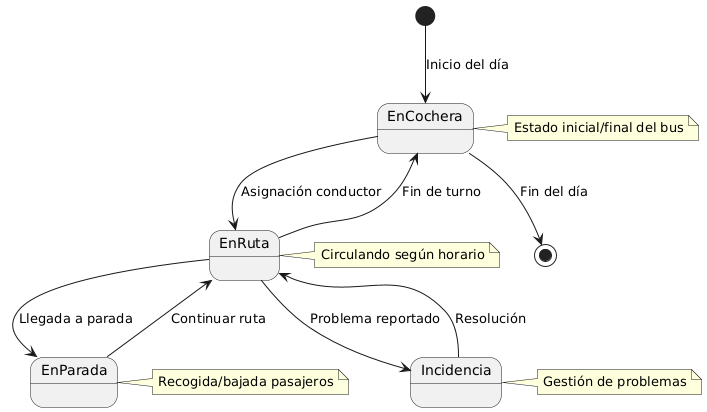 Inicio del día
EnCochera
Estado inicial/final del bus
Asignación conductor
Fin de turno
Fin del día
EnRuta
Circulando según horario
Llegada a parada
Continuar ruta
Problema reportado
Resolución
EnParada
Recogida/bajada pasajeros
Incidencia
Gestión de problemas